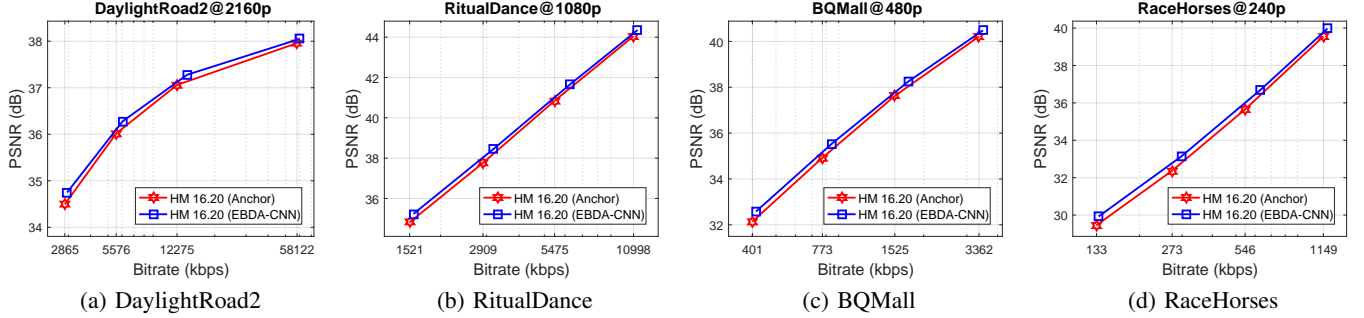 DaylightRoad2@2160p
38
37
36
35
34
PSNR (dB)
HM 16.20 (Anchor)
HM 16.20 (EBDA-CNN)
2865 5576 12275 58122
Bitrate (kbps)
(a) DaylightRoad2
RitualDance@1080p
44
42
40
38
36
PSNR (dB)
HM 16.20 (Anchor)
HM 16.20 (EBDA-CNN)
1521 2909 5475 10998
Bitrate (kbps)
(b) RitualDance
BQMall@480p
40
38
36
34
32
PSNR (dB)
HM 16.20 (Anchor)
HM 16.20 (EBDA-CNN)
401 773 1525 3362
Bitrate (kbps)
(c) BQMall
RaceHorses@240p
40
38
36
34
32
30
PSNR (dB)
HM 16.20 (Anchor)
HM 16.20 (EBDA-CNN)
133 273 546 1149
Bitrate (kbps)
(d) RaceHorses